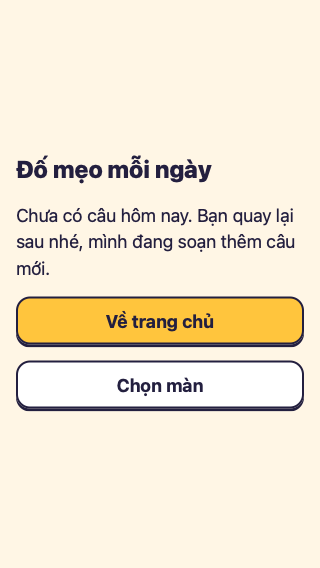 Đố mẹo mỗi ngày
Chưa có câu hôm nay. Bạn quay lại
sau nhé, mình đang soạn thêm câu
mới.
Về trang chủ
Chọn màn